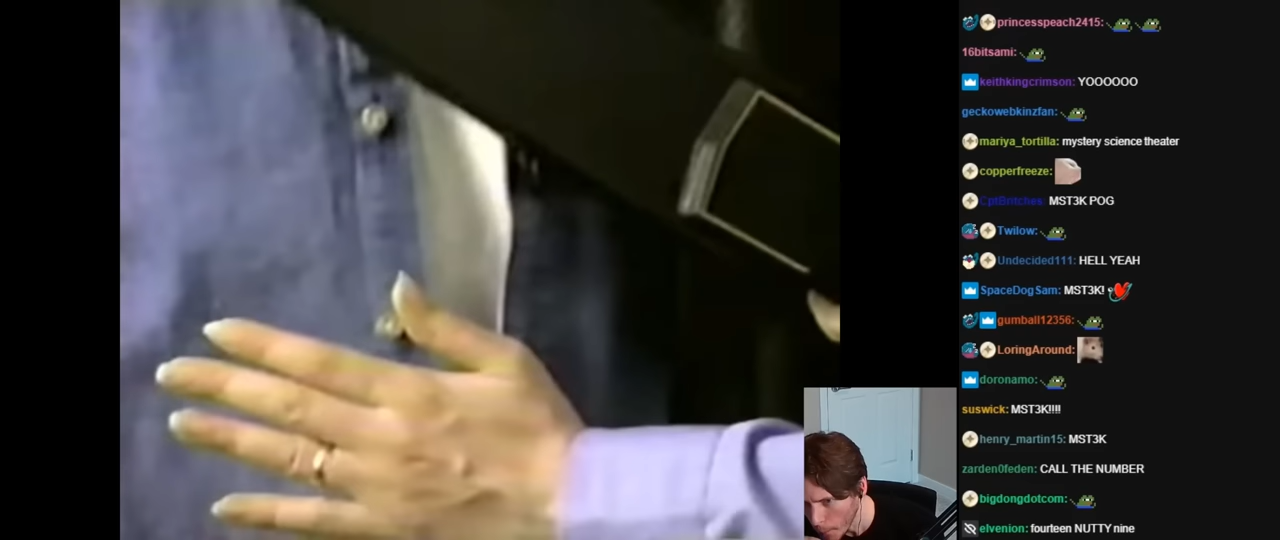 princesspeach2415:
16bitsami:
keithkingcrimson: YOOOOOO
geckowebkinzfan:
mariya_tortilla: mystery science theater
copperfreeze:
CptBritches: MST3K POG
Twilow:
Undecided111: HELL YEAH
SpaceDogSam: MST3K!
gumball12356:
LoringAround:
doronamo:
suswick: MST3K!!!!
henry_martin15: MST3K
zarden0feden: CALL THE NUMBER
bigdongdotcom:
elvenion: fourteen NUTTY nine